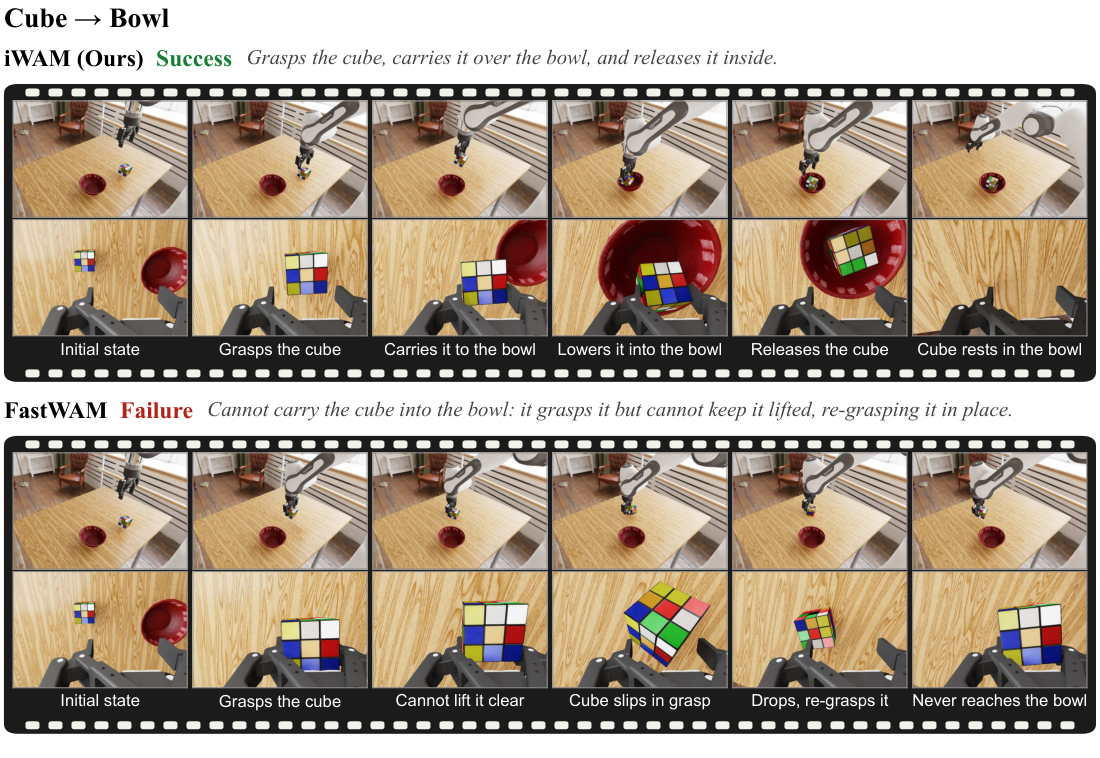 Cube → Bowl
iWAM (Ours) Success Grasps the cube, carries it over the bowl, and releases it inside.
Initial state
Grasps the cube
Carries it to the bowl
Lowers it into the bowl
Releases the cube
Cube rests in the bowl
FastWAM Failure Cannot carry the cube into the bowl: it grasps it but cannot keep it lifted, re-grasping it in place.
Initial state
Grasps the cube
Cannot lift it clear
Cube slips in grasp
Drops, re-grasps it
Never reaches the bowl